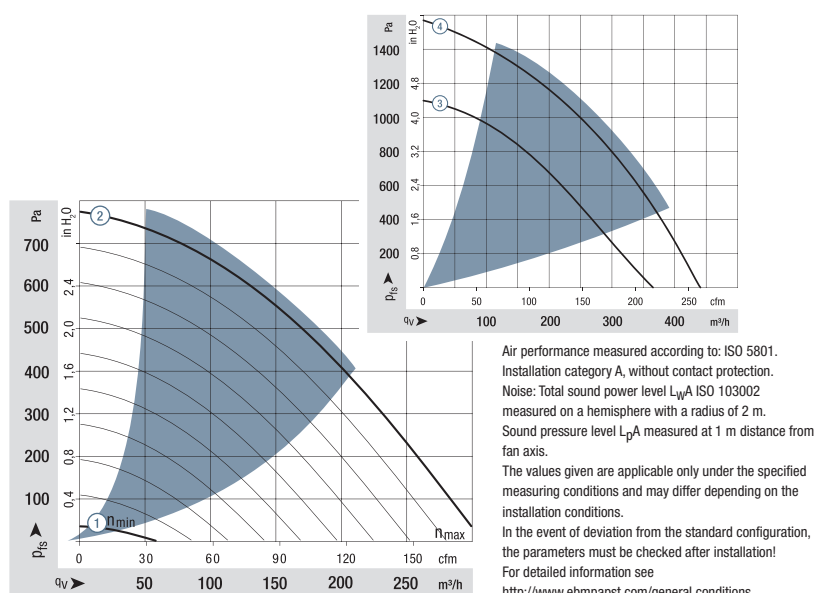 Pa
in H₂O
4
1400
1200
1000
800
600
400
200
4,8
4,0
3,2
2,4
1,6
0,8
3
pfs ➤
0 50 100 150 200 250 cfm
qV ➤ 100 200 300 400 m³/h
Pa
in H₂O
2
700
600
500
400
300
200
100
2,4
2,0
1,6
1,2
0,8
0,4
1 nmin
nmax
pfs ➤
0 30 60 90 120 150 cfm
qV ➤ 50 100 150 200 250 m³/h
Air performance measured according to: ISO 5801.
Installation category A, without contact protection.
Noise: Total sound power level LWA ISO 103002
measured on a hemisphere with a radius of 2 m.
Sound pressure level LpA measured at 1 m distance from
fan axis.
The values given are applicable only under the specified
measuring conditions and may differ depending on the
installation conditions.
In the event of deviation from the standard configuration,
the parameters must be checked after installation!
For detailed information see
http://www.ebmpapst.com/general conditions